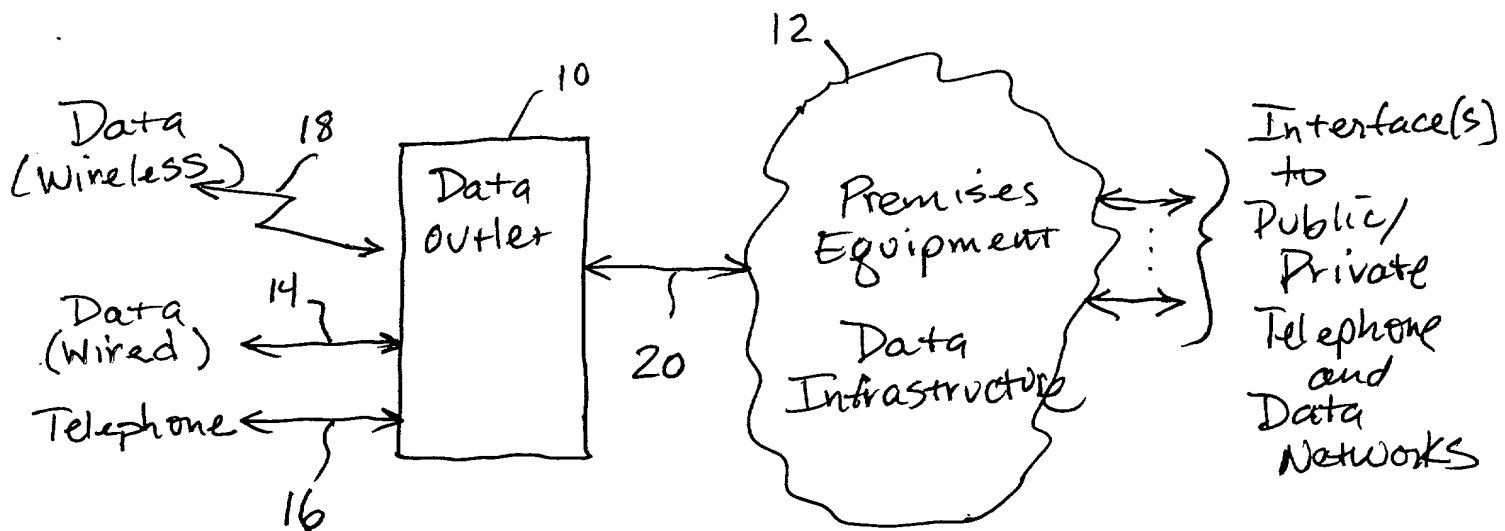 12
10
Data
(Wireless)
18
Data
outlet
14
Data
(Wired)
Telephone
16
20
Premises
Equipment
Data
Infrastructure
Interface(s)
to
Public/
Private
Telephone
and
Data
Networks